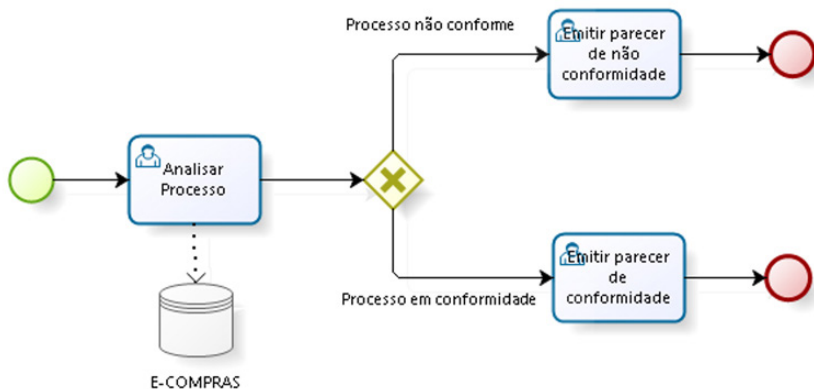 Processo não conforme
Emitir parecer
de não
conformidade
Analisar
Processo
Processo em conformidade
Emitir parecer
de
conformidade
E-COMPRAS